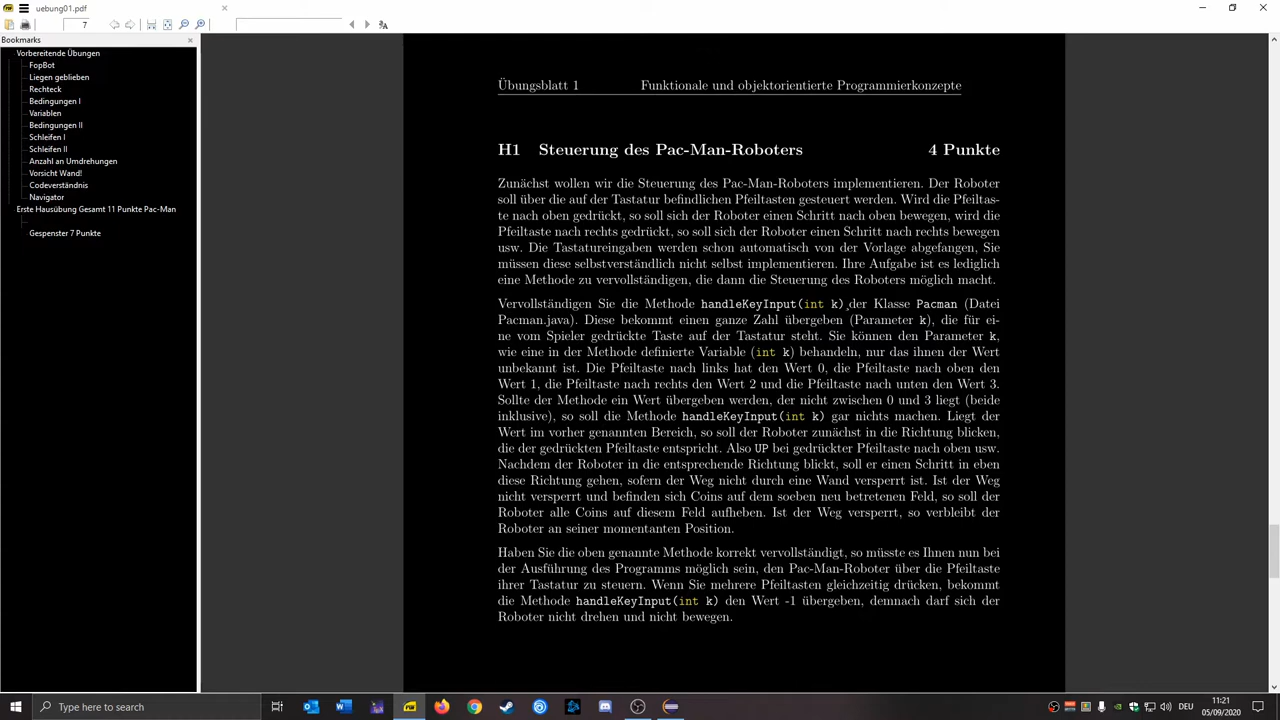 uebung01.pdf
7
Bookmarks
Vorbereitende Übungen
FopBot
Liegen geblieben
Rechteck
Bedingungen I
Variablen
Bedingungen II
Schleifen I
Schleifen II
Anzahl an Umdrehungen
Vorsicht Wand!
Codeverständnis
Navigator
Erste Hausübung Gesamt 11 Punkte Pac-Man
Gespenster 7 Punkte
Übungsblatt 1 Funktionale und objektorientierte Programmierkonzepte
H1 Steuerung des Pac-Man-Roboters 4 Punkte
Zunächst wollen wir die Steuerung des Pac-Man-Roboters implementieren. Der Roboter
soll über die auf der Tastatur befindlichen Pfeiltasten gesteuert werden. Wird die Pfeiltas-
te nach oben gedrückt, so soll sich der Roboter einen Schritt nach oben bewegen, wird die
Pfeiltaste nach rechts gedrückt, so soll sich der Roboter einen Schritt nach rechts bewegen
usw. Die Tastatureingaben werden schon automatisch von der Vorlage abgefangen, Sie
müssen diese selbstverständlich nicht selbst implementieren. Ihre Aufgabe ist es lediglich
eine Methode zu vervollständigen, die dann die Steuerung des Roboters möglich macht.
Vervollständigen Sie die Methode handleKeyInput(int k) der Klasse Pacman (Datei
Pacman.java). Diese bekommt einen ganze Zahl übergeben (Parameter k), die für ei-
ne vom Spieler gedrückte Taste auf der Tastatur steht. Sie können den Parameter k,
wie eine in der Methode definierte Variable (int k) behandeln, nur das ihnen der Wert
unbekannt ist. Die Pfeiltaste nach links hat den Wert 0, die Pfeiltaste nach oben den
Wert 1, die Pfeiltaste nach rechts den Wert 2 und die Pfeiltaste nach unten den Wert 3.
Sollte der Methode ein Wert übergeben werden, der nicht zwischen 0 und 3 liegt (beide
inklusive), so soll die Methode handleKeyInput(int k) gar nichts machen. Liegt der
Wert im vorher genannten Bereich, so soll der Roboter zunächst in die Richtung blicken,
die der gedrückten Pfeiltaste entspricht. Also UP bei gedrückter Pfeiltaste nach oben usw.
Nachdem der Roboter in die entsprechende Richtung blickt, soll er einen Schritt in eben
diese Richtung gehen, sofern der Weg nicht durch eine Wand versperrt ist. Ist der Weg
nicht versperrt und befinden sich Coins auf dem soeben neu betretenen Feld, so soll der
Roboter alle Coins auf diesem Feld aufheben. Ist der Weg versperrt, so verbleibt der
Roboter an seiner momentanten Position.
Haben Sie die oben genannte Methode korrekt vervollständigt, so müsste es Ihnen nun bei
der Ausführung des Programms möglich sein, den Pac-Man-Roboter über die Pfeiltaste
ihrer Tastatur zu steuern. Wenn Sie mehrere Pfeiltasten gleichzeitig drücken, bekommt
die Methode handleKeyInput(int k) den Wert -1 übergeben, demnach darf sich der
Roboter nicht drehen und nicht bewegen.
Type here to search
DEU
11:21
05/09/2020